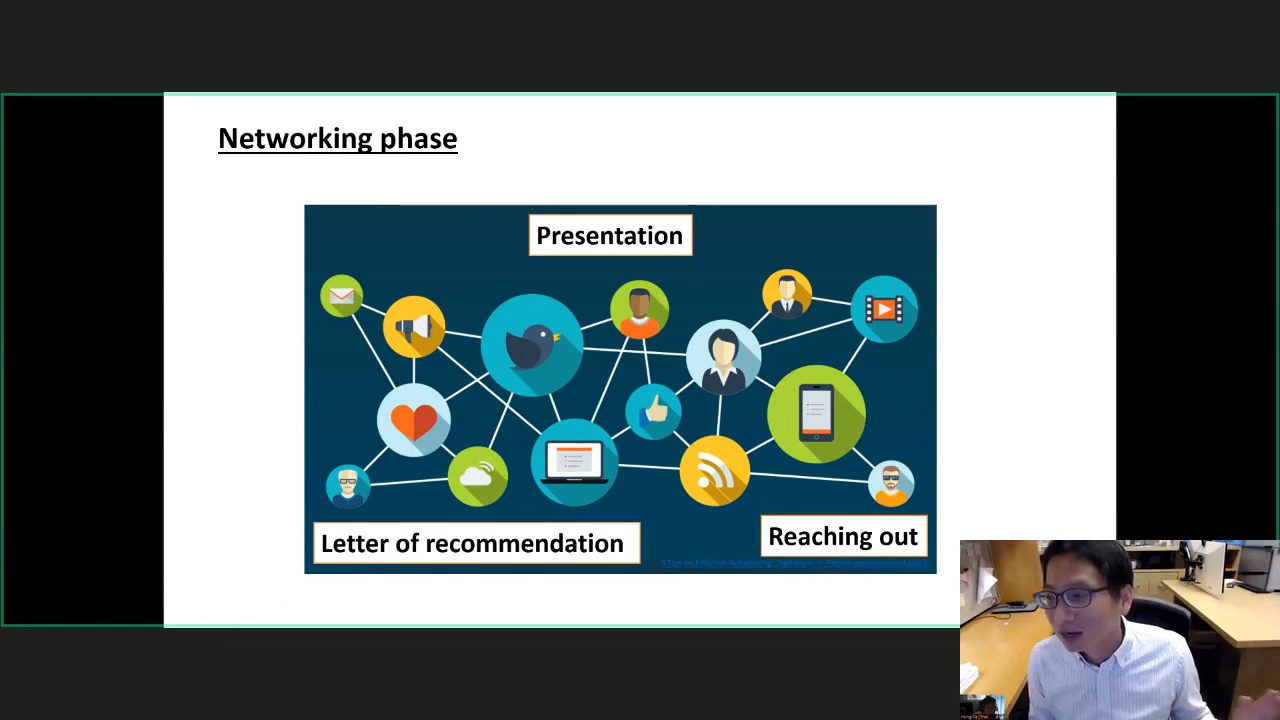 Networking phase
Presentation
Letter of recommendation
Reaching out